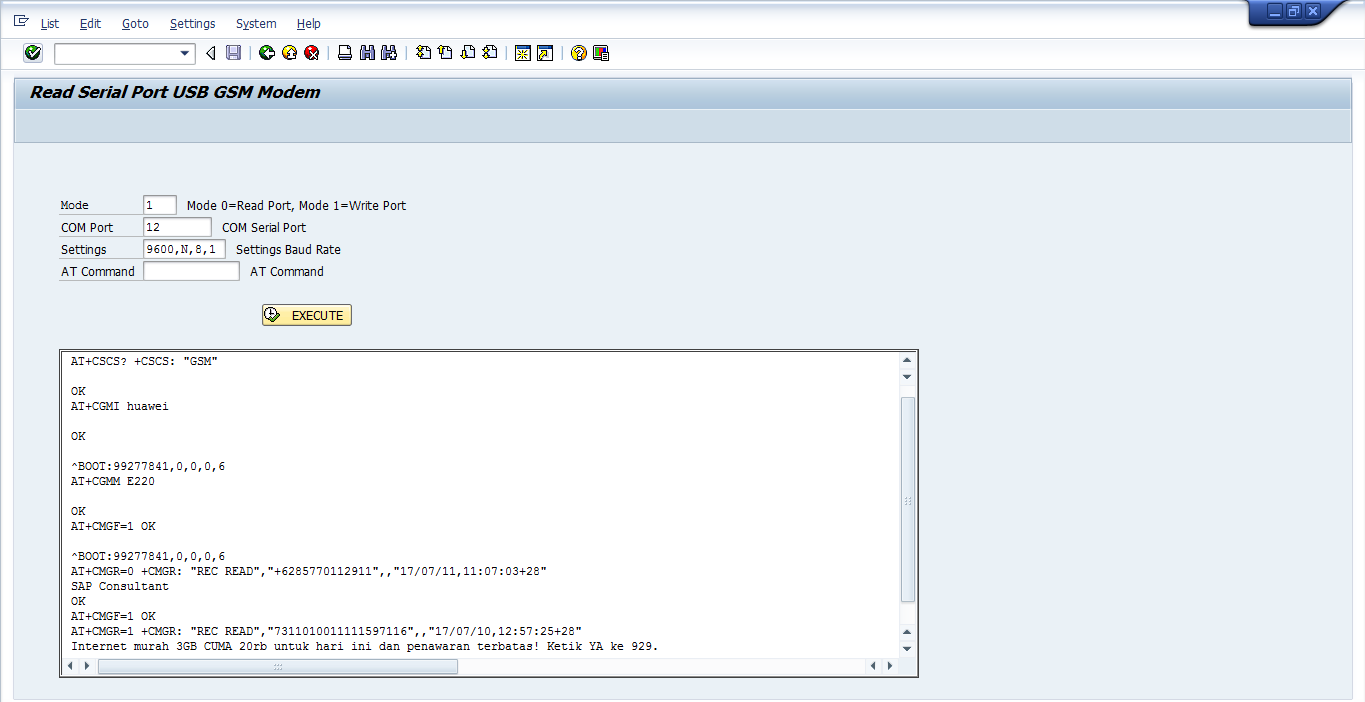 List Edit Goto Settings System Help
Read Serial Port USB GSM Modem
Mode 1 Mode 0=Read Port, Mode 1=Write Port
COM Port 12 COM Serial Port
Settings 9600,N,8,1 Settings Baud Rate
AT Command AT Command
EXECUTE
AT+CSCS? +CSCS: "GSM"
OK
AT+CGMI huawei
OK
^BOOT:99277841,0,0,0,6
AT+CGMM E220
OK
AT+CMGF=1 OK
^BOOT:99277841,0,0,0,6
AT+CMGR=0 +CMGR: "REC READ","+6285770112911",,"17/07/11,11:07:03+28"
SAP Consultant
OK
AT+CMGF=1 OK
AT+CMGR=1 +CMGR: "REC READ","7311010011111597116",,"17/07/10,12:57:25+28"
Internet murah 3GB CUMA 20rb untuk hari ini dan penawaran terbatas! Ketik YA ke 929.